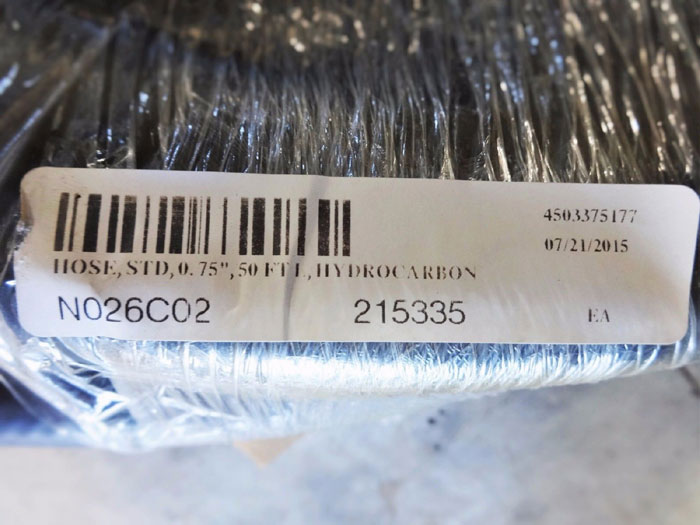 4503375177
07/21/2015
HOSE, STD, 0.75", 50 FT L, HYDROCARBON
N026C02 215335 EA